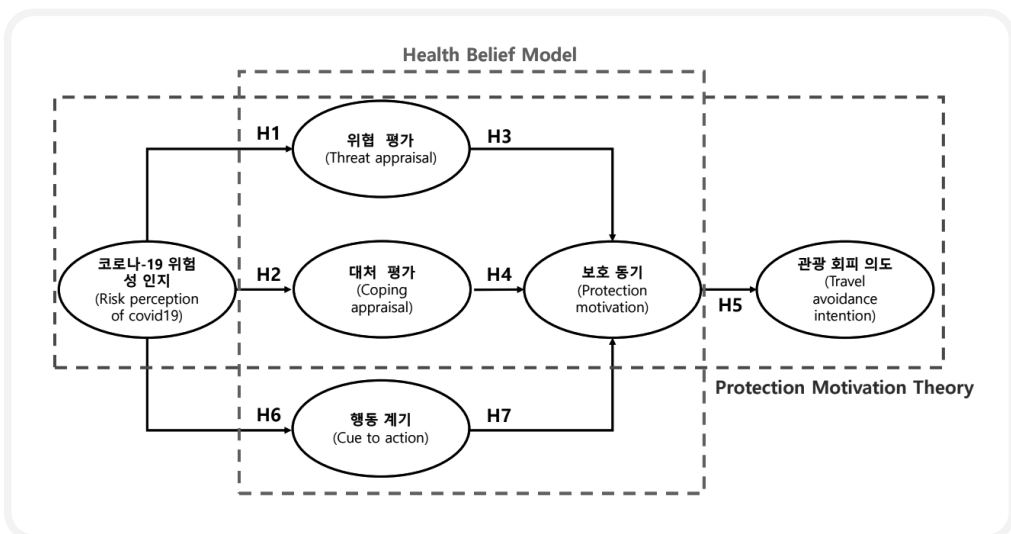 Health Belief Model
H1
위협 평가
(Threat appraisal)
H3
코로나-19 위험
성 인지
(Risk perception
of covid19)
H2
대처 평가
(Coping
appraisal)
H4
보호 동기
(Protection
motivation)
H5
관광 회피 의도
(Travel
avoidance
intention)
Protection Motivation Theory
H6
행동 계기
(Cue to action)
H7